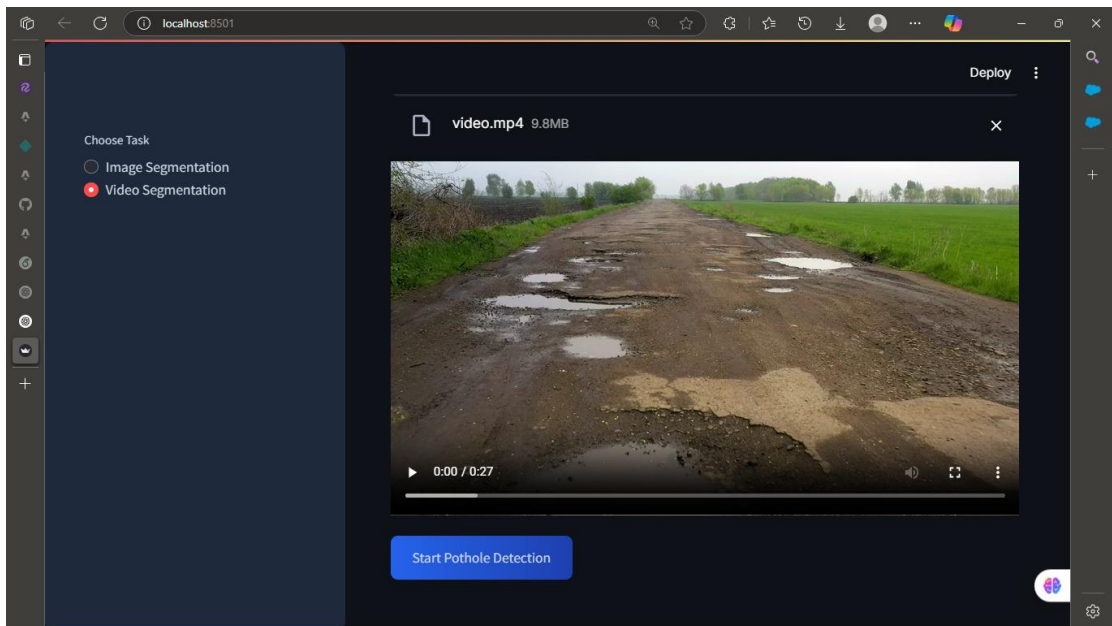 localhost:8501
Deploy
video.mp4 9.8MB
Choose Task
Image Segmentation
Video Segmentation
0:00 / 0:27
Start Pothole Detection